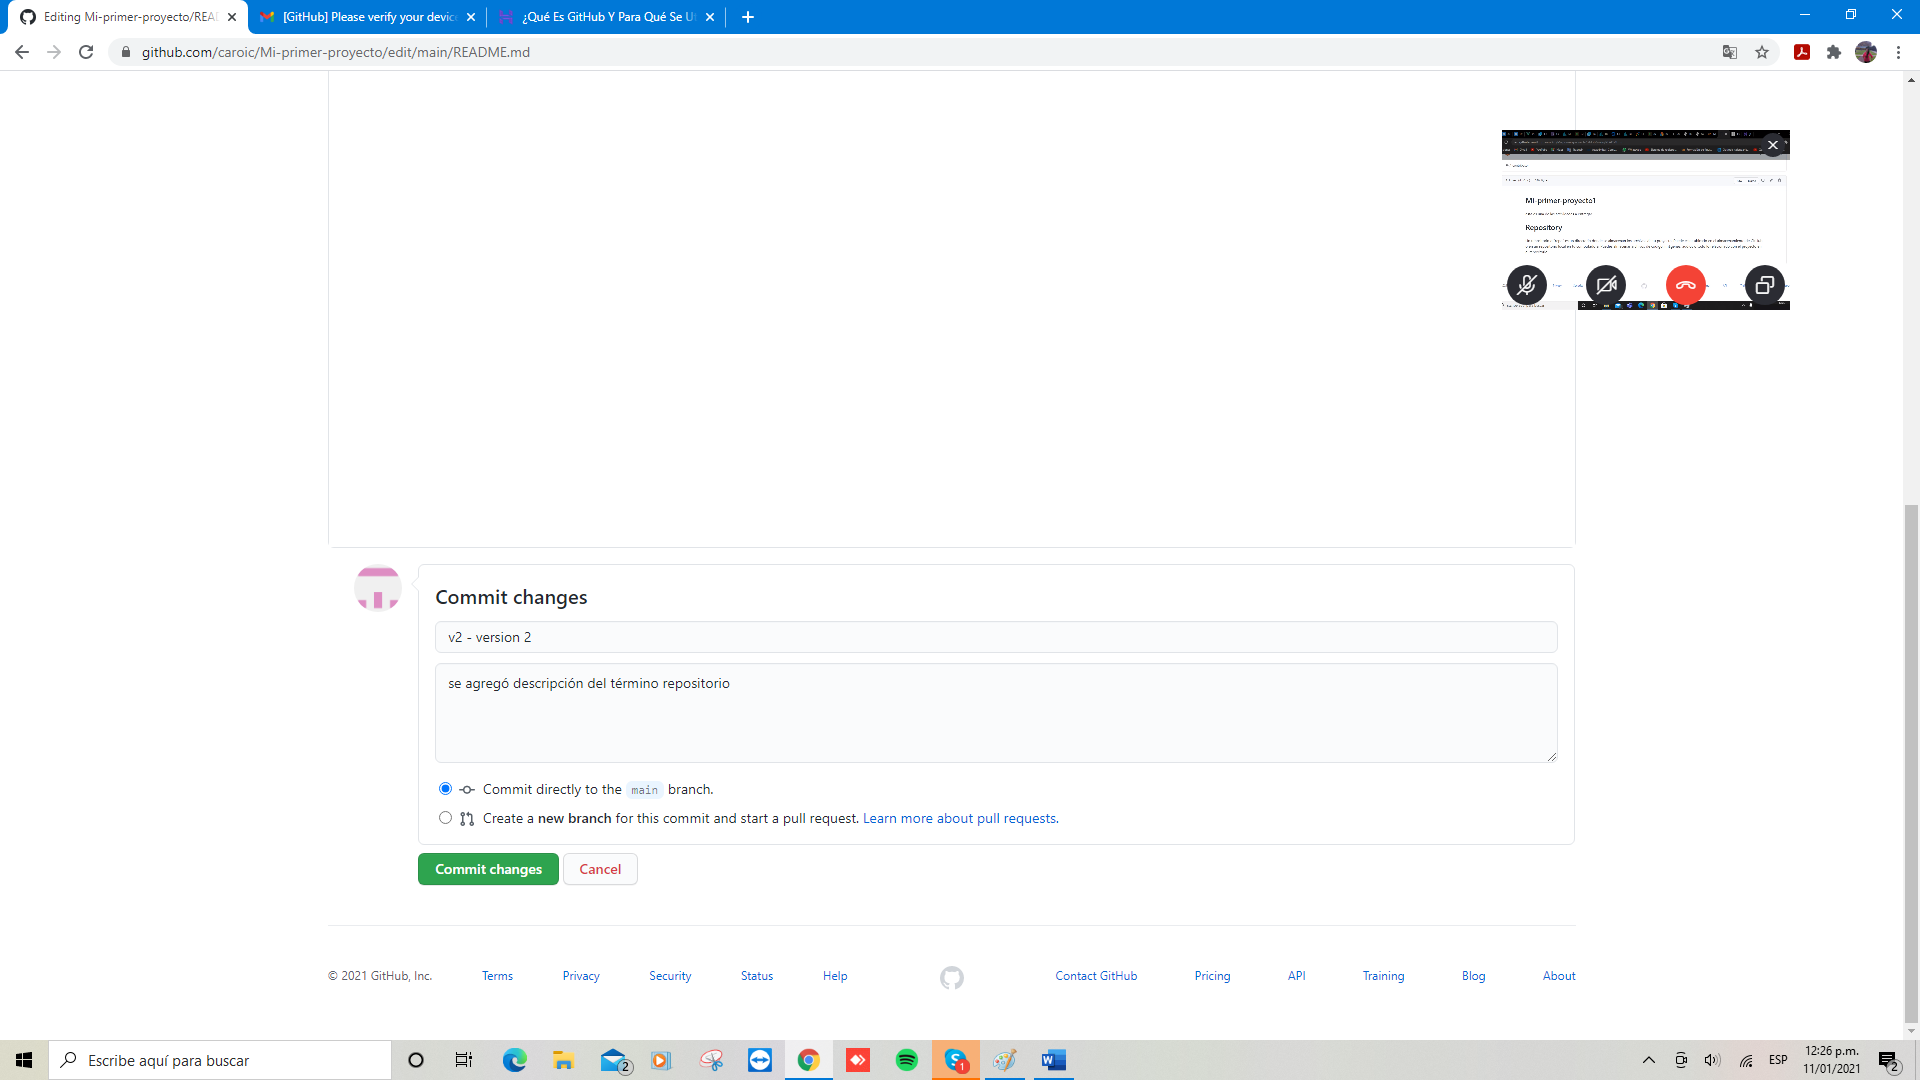 Editing Mi-primer-proyecto/REA
[GitHub] Please verify your device
¿Qué Es GitHub Y Para Qué Se U
github.com/caroic/Mi-primer-proyecto/edit/main/README.md
Mi-primer-proyecto1
Repository
Commit changes
v2 - version 2
se agregó descripción del término repositorio
Commit directly to the main branch.
Create a new branch for this commit and start a pull request. Learn more about pull requests.
Commit changes
Cancel
© 2021 GitHub, Inc.
Terms
Privacy
Security
Status
Help
Contact GitHub
Pricing
API
Training
Blog
About
Escribe aquí para buscar
2
1
ESP
12:26 p.m.
11/01/2021
2